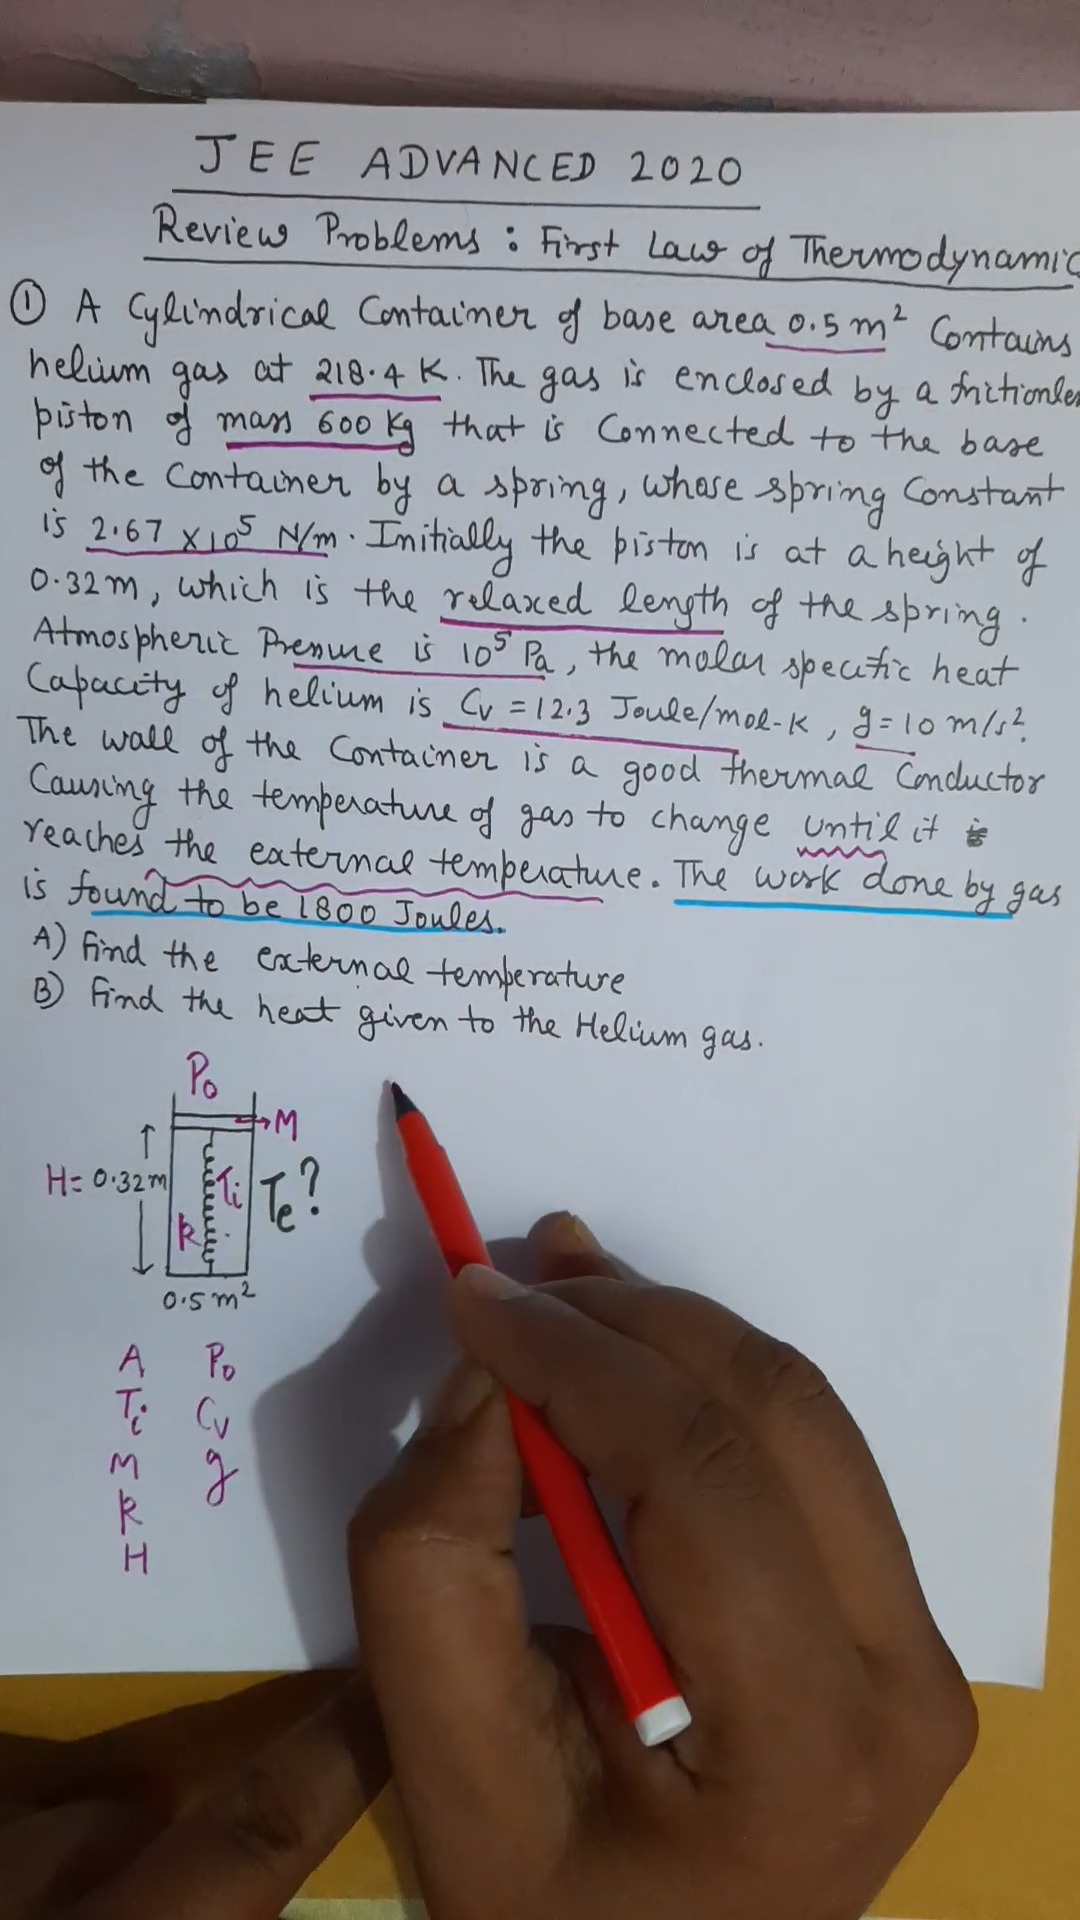 JEE ADVANCED 2020
Review Problems: First Law of Thermodynamic
① A Cylindrical Container of base area 0.5 m² Contains
helium gas at 218.4 K. The gas is enclosed by a frictionles
piston of mass 600 Kg that is Connected to the base
of the Container by a spring, whose spring Constant
is 2.67 ×10⁵ N/m. Initially the piston is at a height of
0.32m, which is the relaxed length of the spring.
Atmospheric Pressure is 10⁵ Pa, the molar specific heat
Capacity of helium is Cv = 12.3 Joule/mol-K, g = 10 m/s².
The wall of the Container is a good thermal Conductor
Causing the temperature of gas to change until it
reaches the external temperature. The work done by gas
is found to be 1800 Joules.
A) Find the external temperature
B) Find the heat given to the Helium gas.
P₀
→M
H= 0.32m
Ti
Te?
k
0.5 m²
A P₀
Ti Cv
M g
k
H